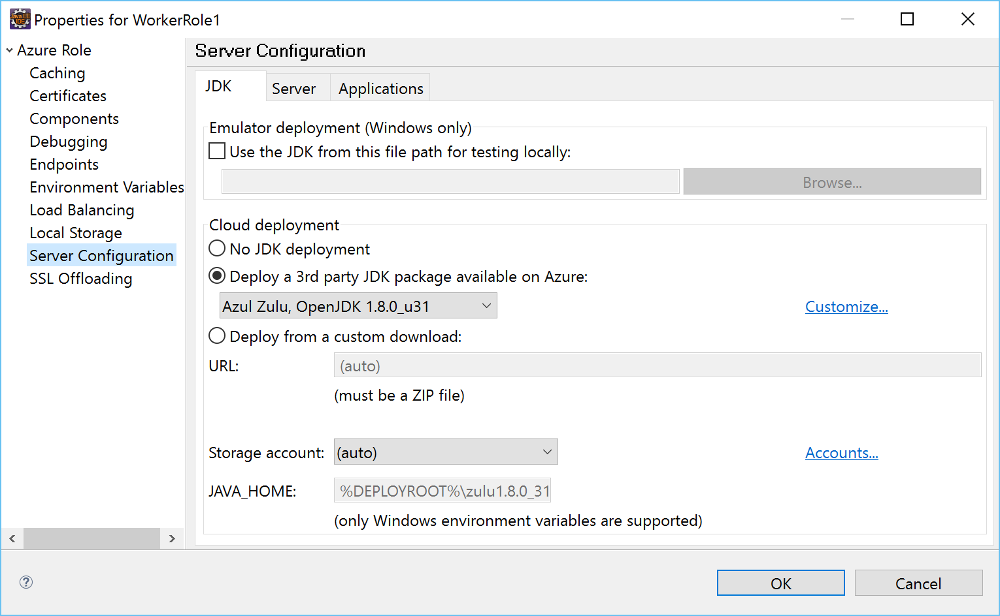 Java EE
IDE
Properties for WorkerRole1
Azure Role
Caching
Certificates
Components
Debugging
Endpoints
Environment Variables
Load Balancing
Local Storage
Server Configuration
SSL Offloading
Server Configuration
JDK Server Applications
Emulator deployment (Windows only)
Use the JDK from this file path for testing locally:
Browse...
Cloud deployment
No JDK deployment
Deploy a 3rd party JDK package available on Azure:
Azul Zulu, OpenJDK 1.8.0_u31 Customize...
Deploy from a custom download:
URL: (auto)
(must be a ZIP file)
Storage account: (auto) Accounts...
JAVA_HOME: %DEPLOYROOT%\zulu1.8.0_31
(only Windows environment variables are supported)
?
OK Cancel